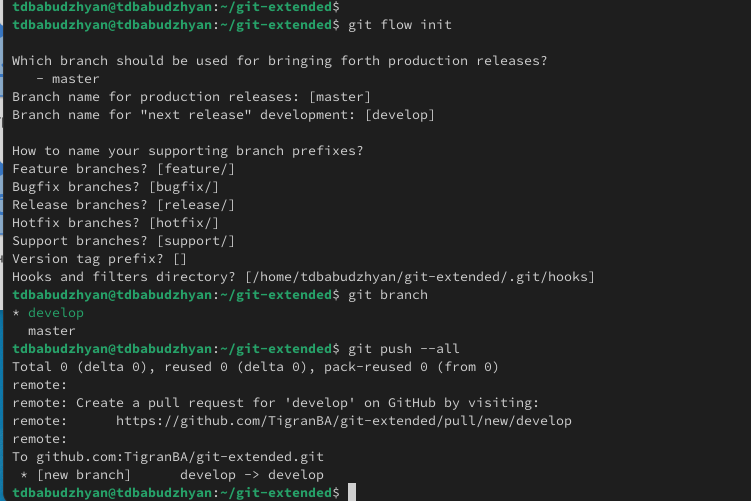 tdbabudzhyan@tdbabudzhyan:~/git-extended$
tdbabudzhyan@tdbabudzhyan:~/git-extended$ git flow init

Which branch should be used for bringing forth production releases?
   - master
Branch name for production releases: [master]
Branch name for "next release" development: [develop]

How to name your supporting branch prefixes?
Feature branches? [feature/]
Bugfix branches? [bugfix/]
Release branches? [release/]
Hotfix branches? [hotfix/]
Support branches? [support/]
Version tag prefix? []
Hooks and filters directory? [/home/tdbabudzhyan/git-extended/.git/hooks]
tdbabudzhyan@tdbabudzhyan:~/git-extended$ git branch
* develop
  master
tdbabudzhyan@tdbabudzhyan:~/git-extended$ git push --all
Total 0 (delta 0), reused 0 (delta 0), pack-reused 0 (from 0)
remote:
remote: Create a pull request for 'develop' on GitHub by visiting:
remote:      https://github.com/TigranBA/git-extended/pull/new/develop
remote:
To github.com:TigranBA/git-extended.git
 * [new branch]      develop -> develop
tdbabudzhyan@tdbabudzhyan:~/git-extended$